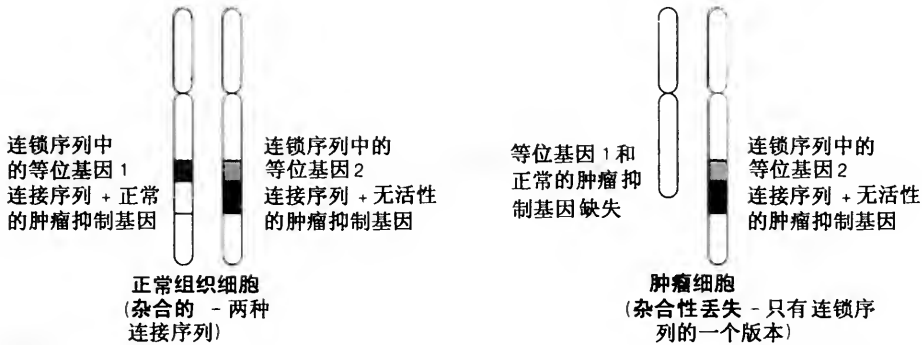 连锁序列中
的等位基因1
连接序列 + 正常
的肿瘤抑制基因
连锁序列中的
等位基因2
连接序列 + 无活性
的肿瘤抑制基因
正常组织细胞
(杂合的 - 两种
连接序列)
等位基因1和
正常的肿瘤抑
制基因缺失
连锁序列中的
等位基因2
连接序列 + 无活性
的肿瘤抑制基因
肿瘤细胞
(杂合性丢失 - 只有连锁序
列的一个版本)